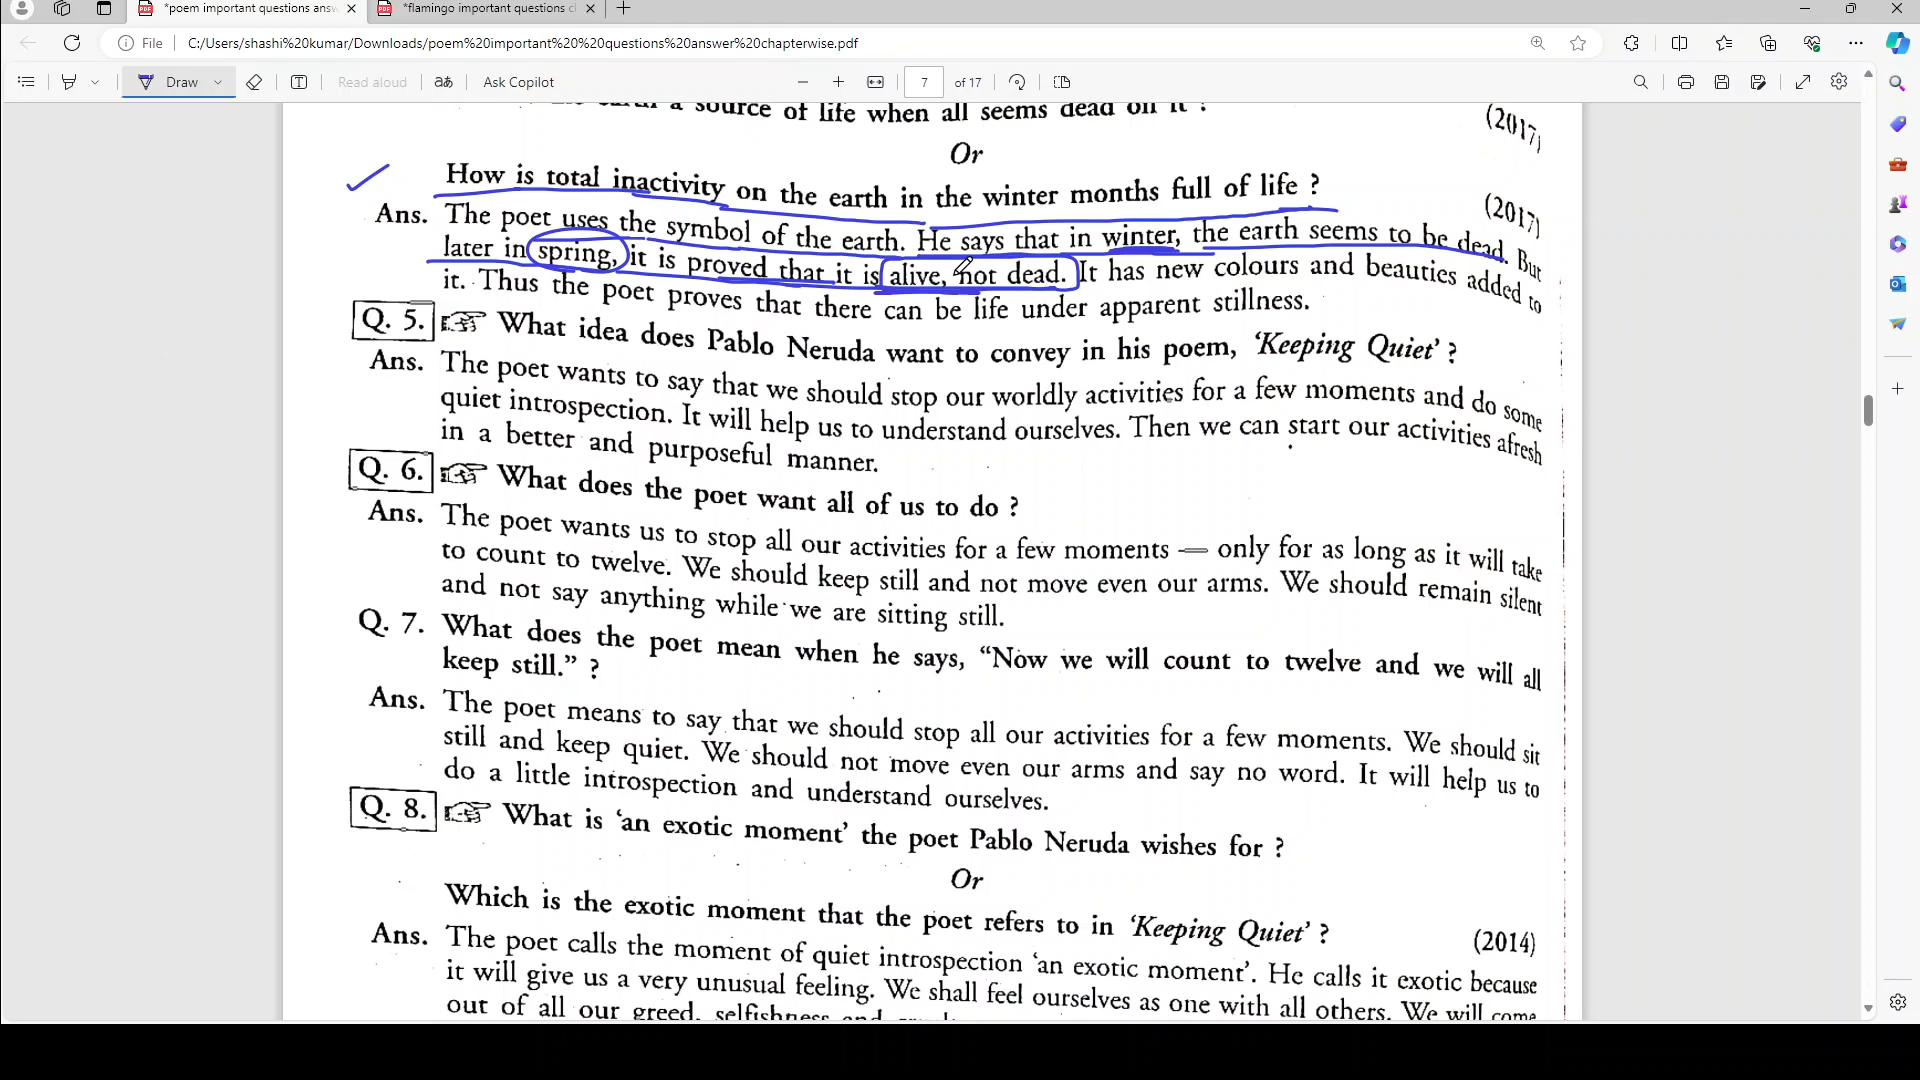 *poem important questions ans
*flamingo important questions c
File C:/Users/shashi%20kumar/Downloads/poem%20important%20%20questions%20answer%20chapterwise.pdf
Draw Read aloud Ask Copilot 7 of 17
earth a source of life when all seems dead on it ?
(2017)
Or
How is total inactivity on the earth in the winter months full of life ?
(2017)
Ans. The poet uses the symbol of the earth. He says that in winter, the earth seems to be dead. But
later in spring, it is proved that it is alive, not dead. It has new colours and beauties added to
it. Thus the poet proves that there can be life under apparent stillness.
Q. 5. What idea does Pablo Neruda want to convey in his poem, ‘Keeping Quiet’ ?
Ans. The poet wants to say that we should stop our worldly activities for a few moments and do some
quiet introspection. It will help us to understand ourselves. Then we can start our activities afresh
in a better and purposeful manner.
Q. 6. What does the poet want all of us to do ?
Ans. The poet wants us to stop all our activities for a few moments — only for as long as it will take
to count to twelve. We should keep still and not move even our arms. We should remain silent
and not say anything while we are sitting still.
Q. 7. What does the poet mean when he says, “Now we will count to twelve and we will all
keep still.” ?
Ans. The poet means to say that we should stop all our activities for a few moments. We should sit
still and keep quiet. We should not move even our arms and say no word. It will help us to
do a little introspection and understand ourselves.
Q. 8. What is ‘an exotic moment’ the poet Pablo Neruda wishes for ?
Or
Which is the exotic moment that the poet refers to in ‘Keeping Quiet’ ?
(2014)
Ans. The poet calls the moment of quiet introspection ‘an exotic moment’. He calls it exotic because
it will give us a very unusual feeling. We shall feel ourselves as one with all others. We will come
out of all our greed, selfishness and